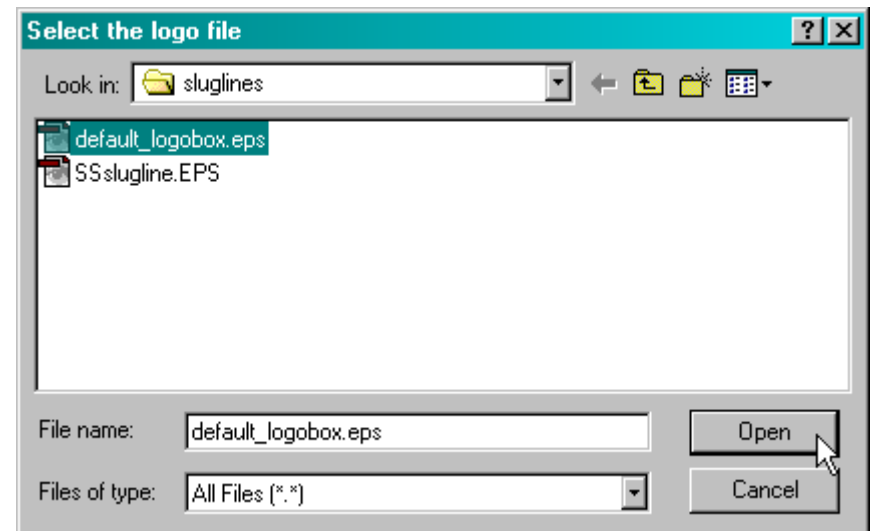 Select the logo file
Look in: sluglines
default_logobox.eps
SSslugline.EPS
File name: default_logobox.eps Open
Files of type: All Files (*.*) Cancel